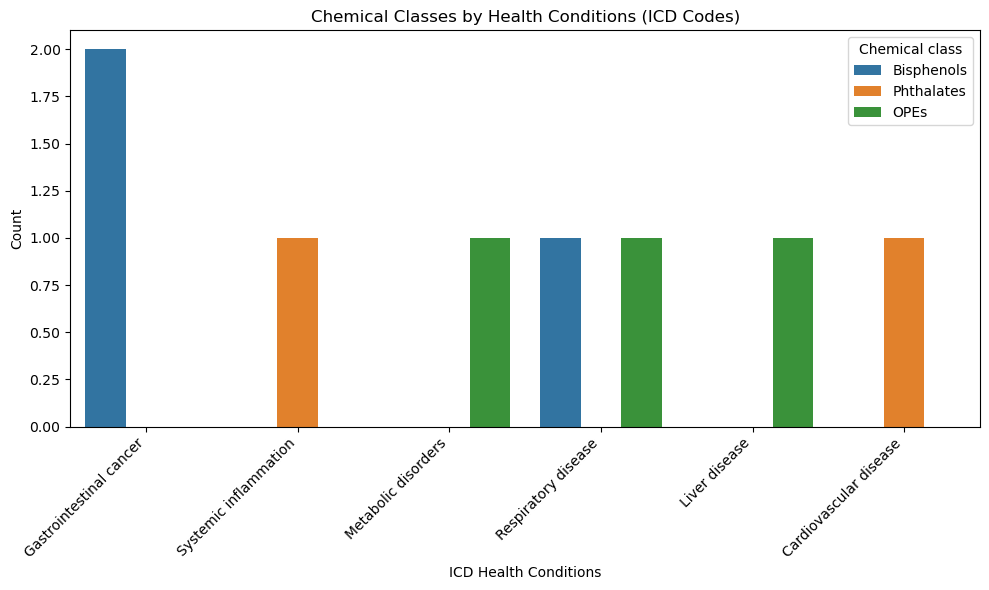 Chemical Classes by Health Conditions (ICD Codes)
Chemical class
Bisphenols
Phthalates
OPEs
Count
2.00
1.75
1.50
1.25
1.00
0.75
0.50
0.25
0.00
Gastrointestinal cancer
Systemic inflammation
Metabolic disorders
Respiratory disease
Liver disease
Cardiovascular disease
ICD Health Conditions